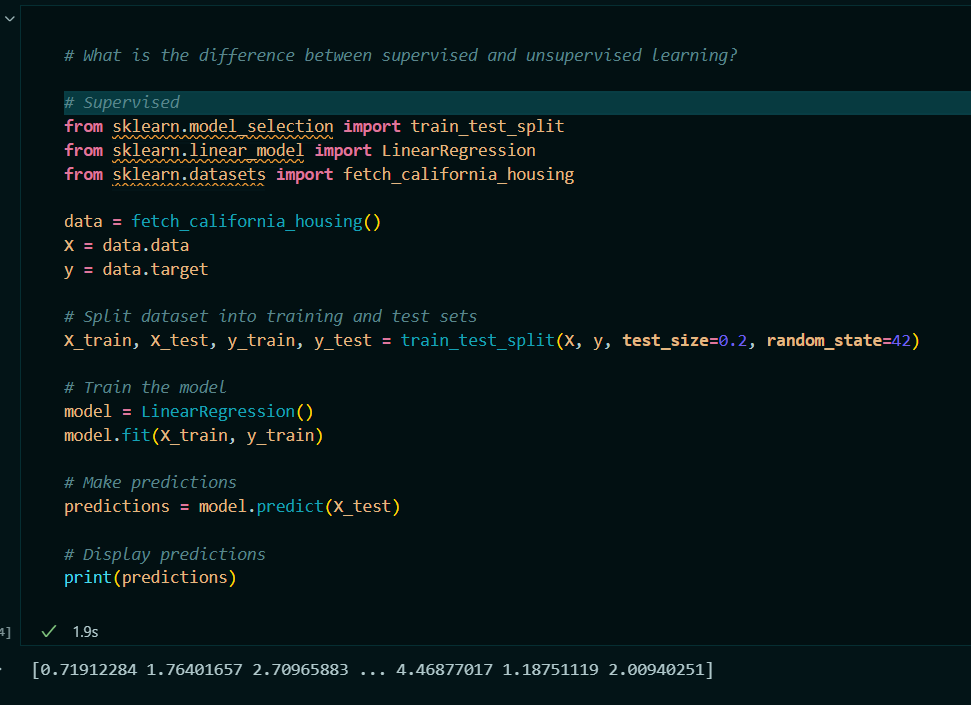 # What is the difference between supervised and unsupervised learning?
# Supervised
from sklearn.model_selection import train_test_split
from sklearn.linear_model import LinearRegression
from sklearn.datasets import fetch_california_housing
data = fetch_california_housing()
X = data.data
y = data.target
# Split dataset into training and test sets
X_train, X_test, y_train, y_test = train_test_split(X, y, test_size=0.2, random_state=42)
# Train the model
model = LinearRegression()
model.fit(X_train, y_train)
# Make predictions
predictions = model.predict(X_test)
# Display predictions
print(predictions)
4] ✓ 1.9s
[0.71912284 1.76401657 2.70965883 ... 4.46877017 1.18751119 2.00940251]